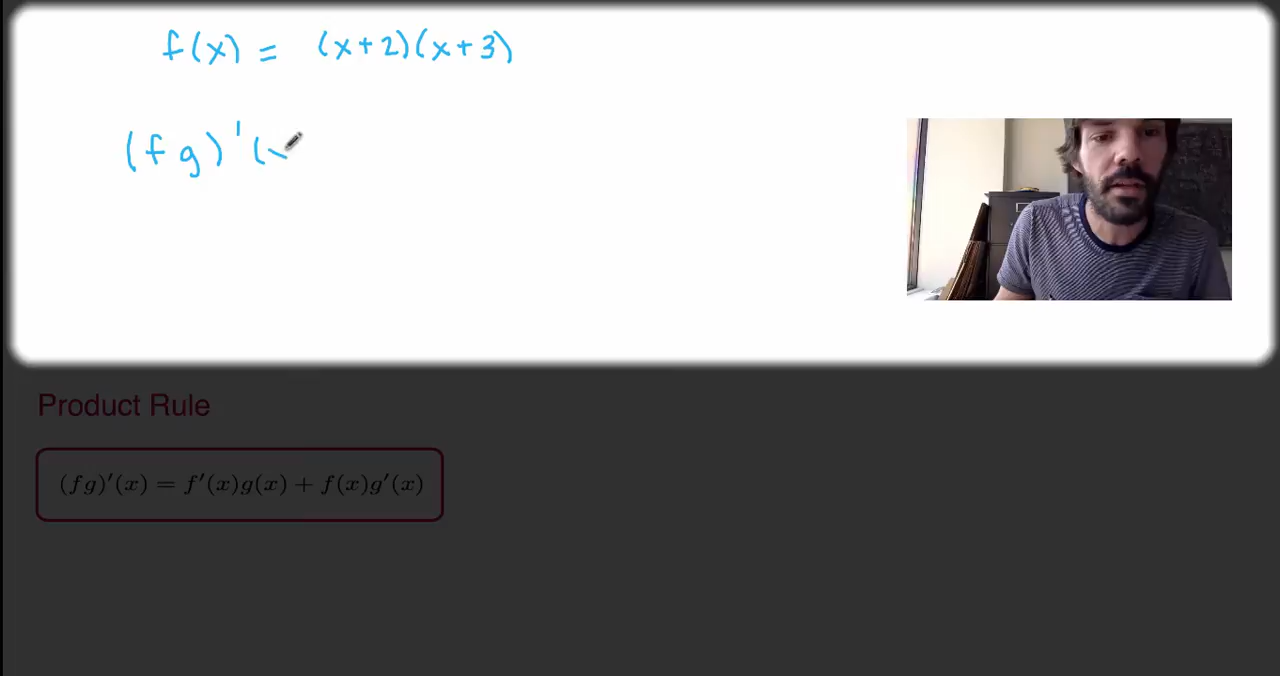 f(x) = (x+2)(x+3)
(fg)'(x
Product Rule
(fg)′(x) = f′(x)g(x) + f(x)g′(x)